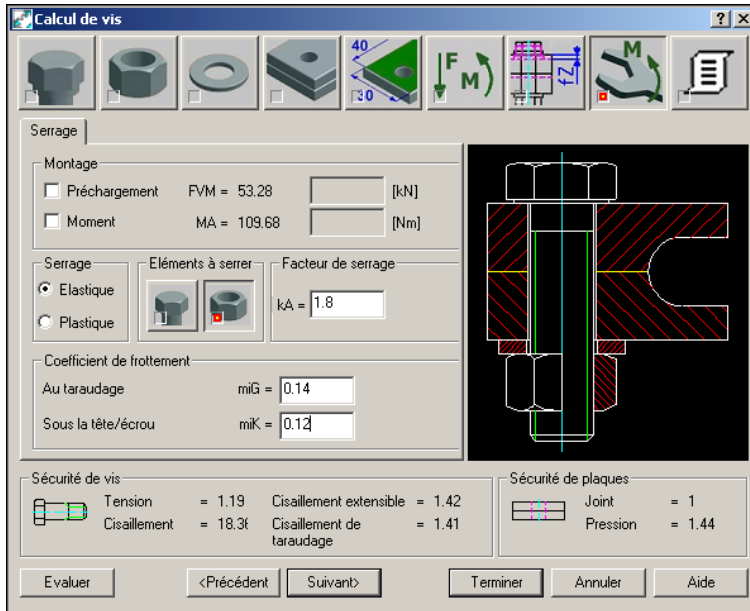 Calcul de vis
40
30
F
M
fZ
M
Serrage
Montage
Préchargement FVM = 53.28 [kN]
Moment MA = 109.68 [Nm]
Serrage
Elastique
Plastique
Eléments à serrer
Facteur de serrage
kA = 1.8
Coefficient de frottement
Au taraudage miG = 0.14
Sous la tête/écrou miK = 0.12
Sécurité de vis
Tension = 1.19 Cisaillement extensible = 1.42
Cisaillement = 18.36 Cisaillement de = 1.41
taraudage
Sécurité de plaques
Joint = 1
Pression = 1.44
Evaluer <Précédent Suivant> Terminer Annuler Aide